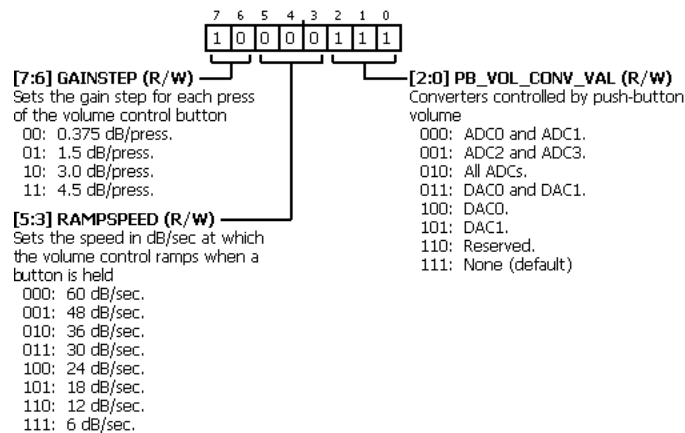 7 6 5 4 3 2 1 0
1 0 0 0 0 1 1 1
[7:6] GAINSTEP (R/W)
Sets the gain step for each press
of the volume control button
00: 0.375 dB/press.
01: 1.5 dB/press.
10: 3.0 dB/press.
11: 4.5 dB/press.
[5:3] RAMPSPEED (R/W)
Sets the speed in dB/sec at which
the volume control ramps when a
button is held
000: 60 dB/sec.
001: 48 dB/sec.
010: 36 dB/sec.
011: 30 dB/sec.
100: 24 dB/sec.
101: 18 dB/sec.
110: 12 dB/sec.
111: 6 dB/sec.
[2:0] PB_VOL_CONV_VAL (R/W)
Converters controlled by push-button
volume
000: ADC0 and ADC1.
001: ADC2 and ADC3.
010: All ADCs.
011: DAC0 and DAC1.
100: DAC0.
101: DAC1.
110: Reserved.
111: None (default)